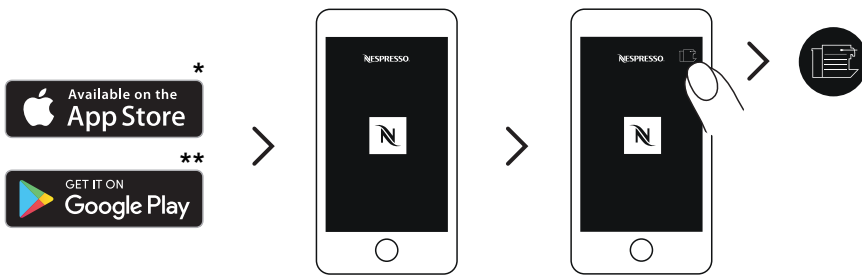 *
Available on the
App Store
**
GET IT ON
Google Play
NESPRESSO.
N
NESPRESSO.
N